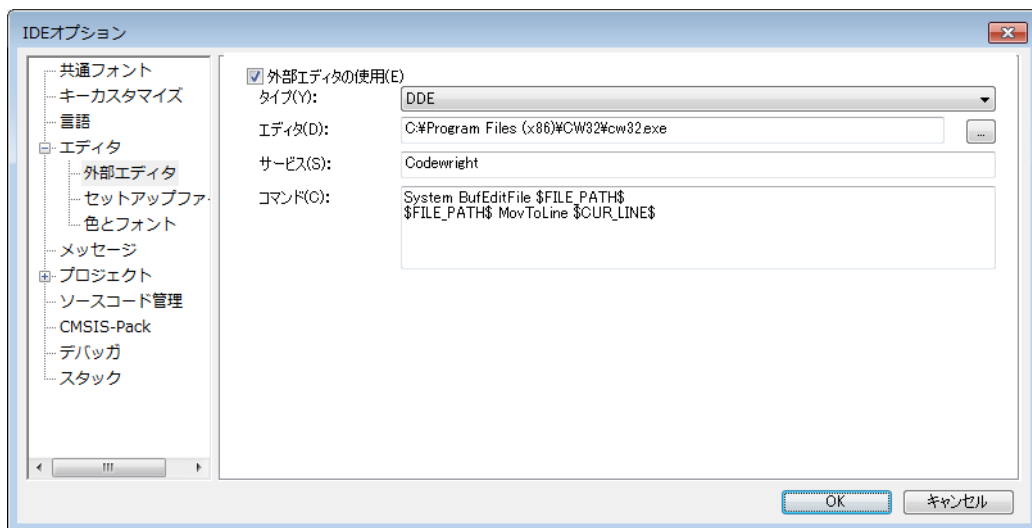 IDEオプション
共通フォント
キーカスタマイズ
言語
エディタ
外部エディタ
セットアップファ
色とフォント
メッセージ
プロジェクト
ソースコード管理
CMSIS-Pack
デバッガ
スタック
外部エディタの使用(E)
タイプ(Y):
DDE
エディタ(D):
C:¥Program Files (x86)¥CW32¥cw32.exe
...
サービス(S):
Codewright
コマンド(C):
System BufEditFile $FILE_PATH$
$FILE_PATH$ MovToLine $CUR_LINE$
OK
キャンセル